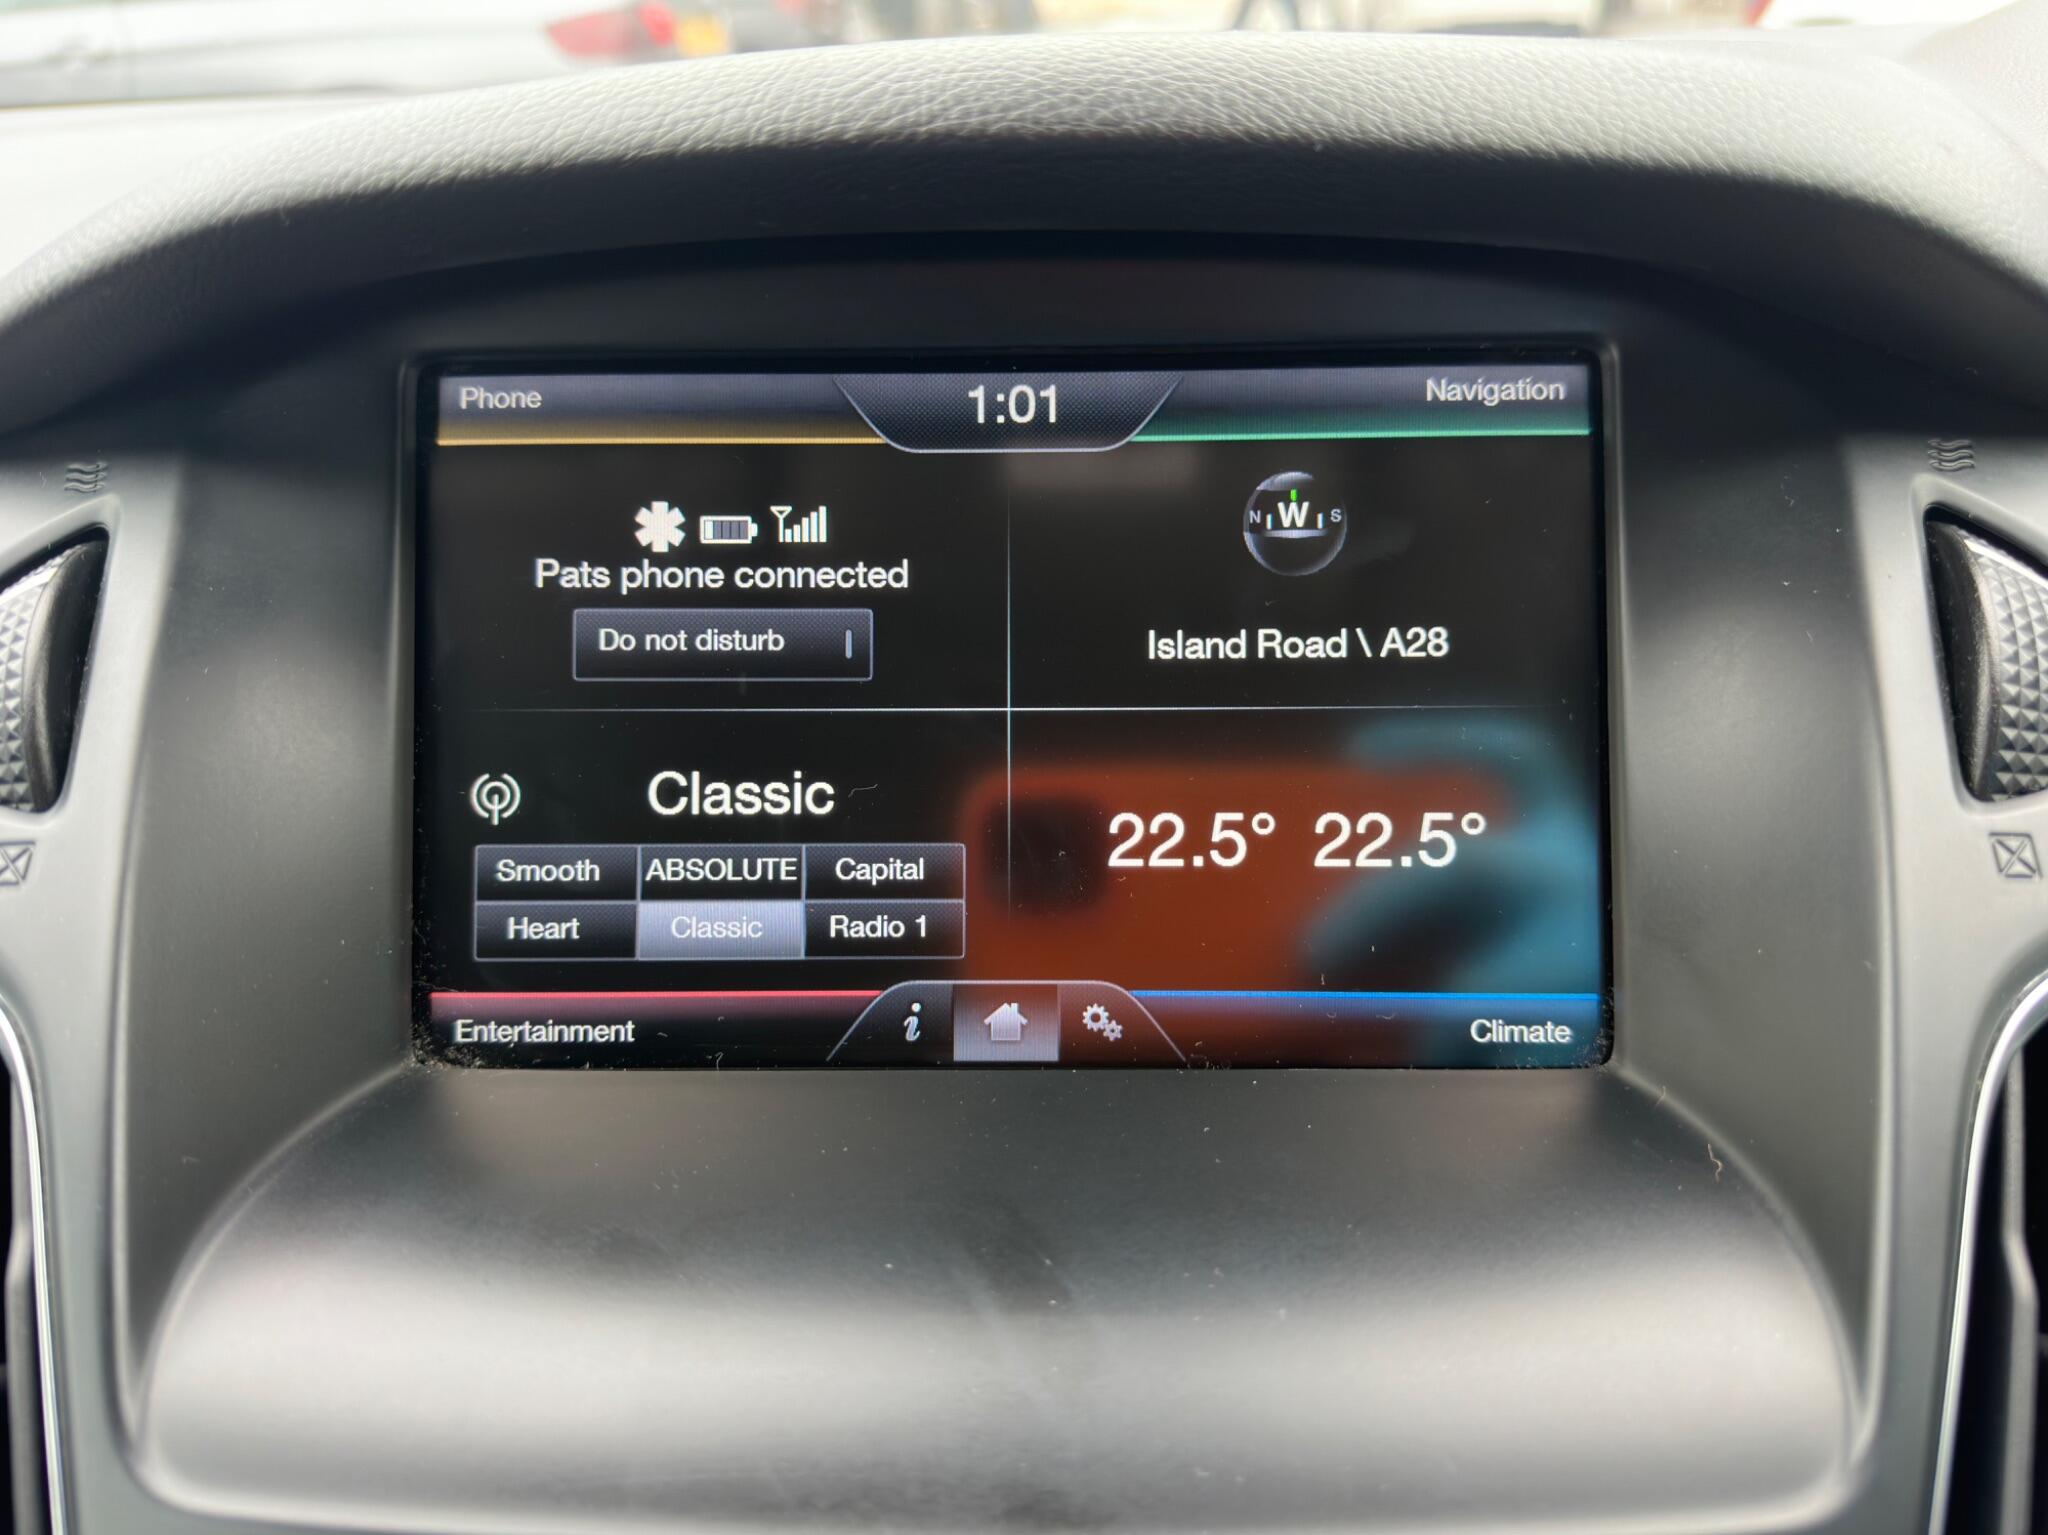 Phone
1:01
Navigation
N W S
Pats phone connected
Do not disturb
Island Road \ A28
Classic
Smooth ABSOLUTE Capital
Heart Classic Radio 1
22.5° 22.5°
Entertainment
i
Climate